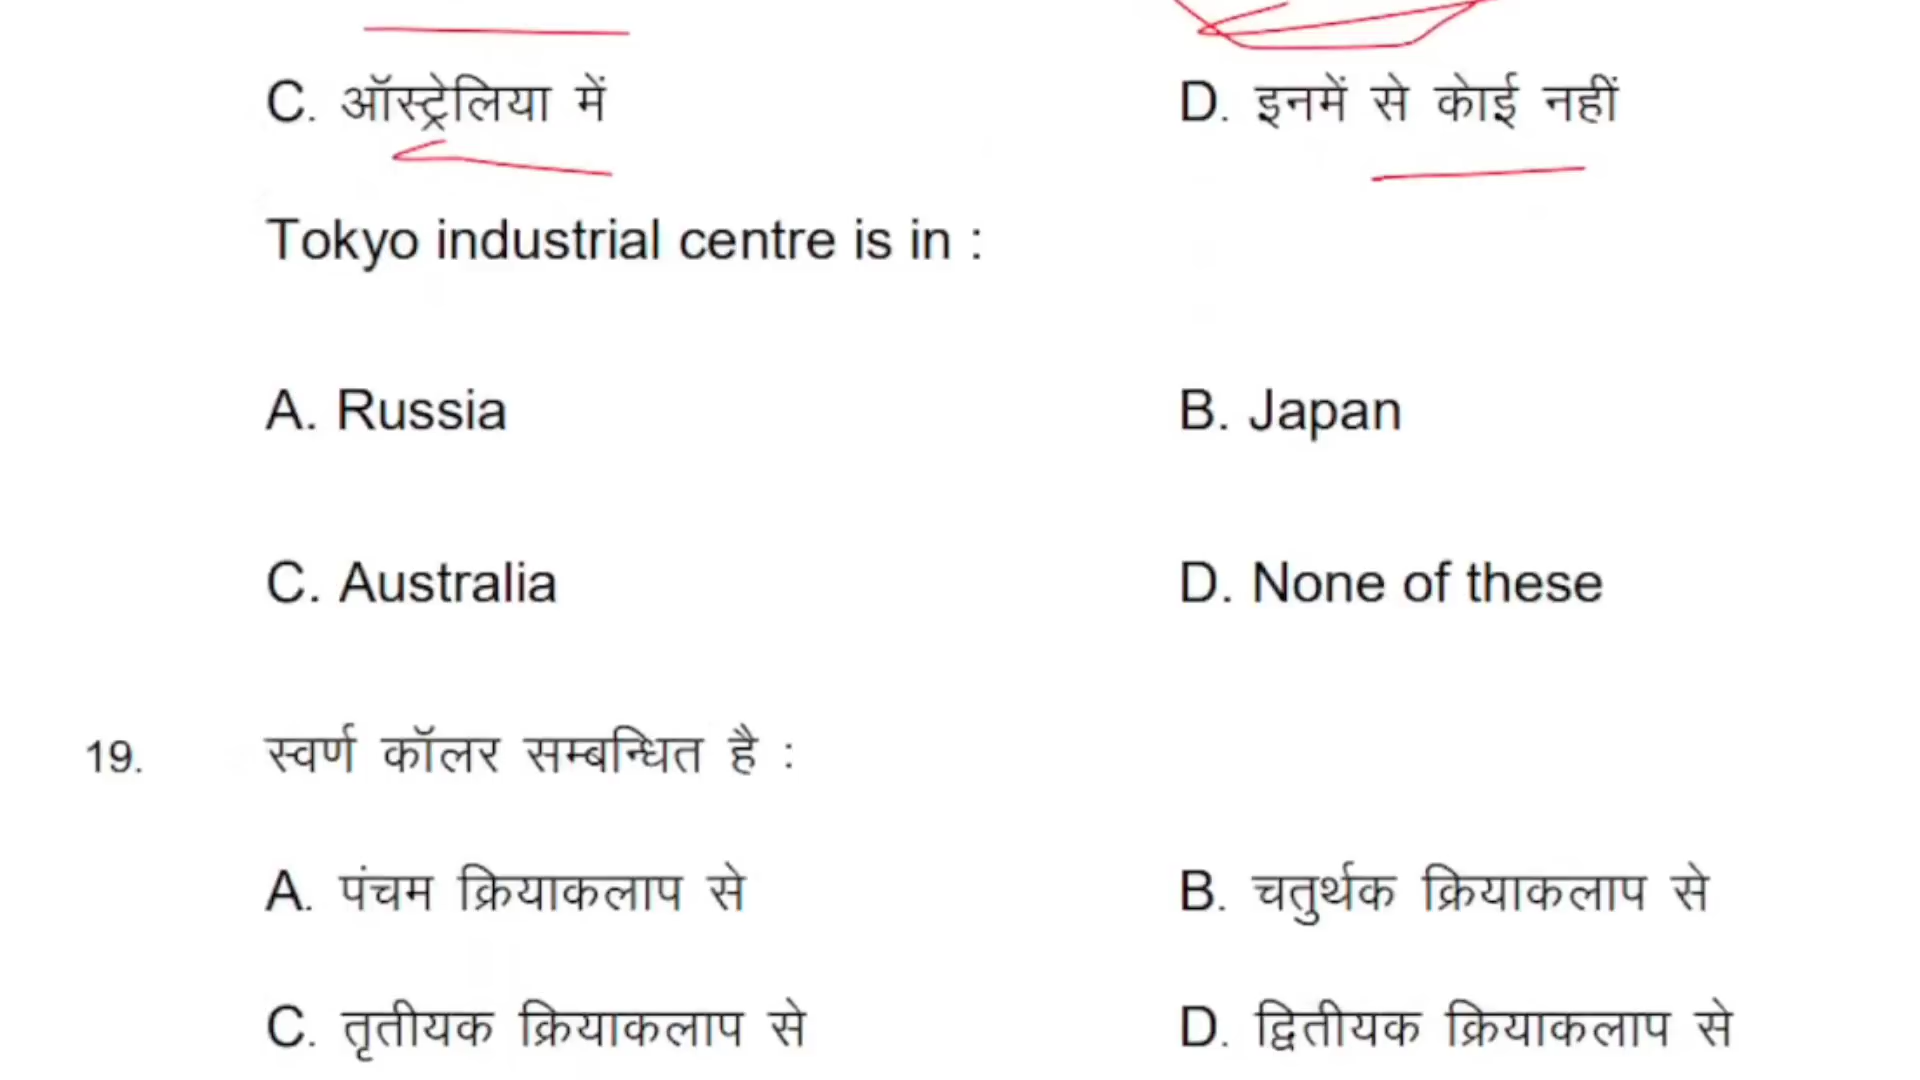 C. ऑस्ट्रेलिया में D. इनमें से कोई नहीं
Tokyo industrial centre is in :
A. Russia B. Japan
C. Australia D. None of these
19. स्वर्ण कॉलर सम्बन्धित है :
A. पंचम क्रियाकलाप से B. चतुर्थक क्रियाकलाप से
C. तृतीयक क्रियाकलाप से D. द्वितीयक क्रियाकलाप से